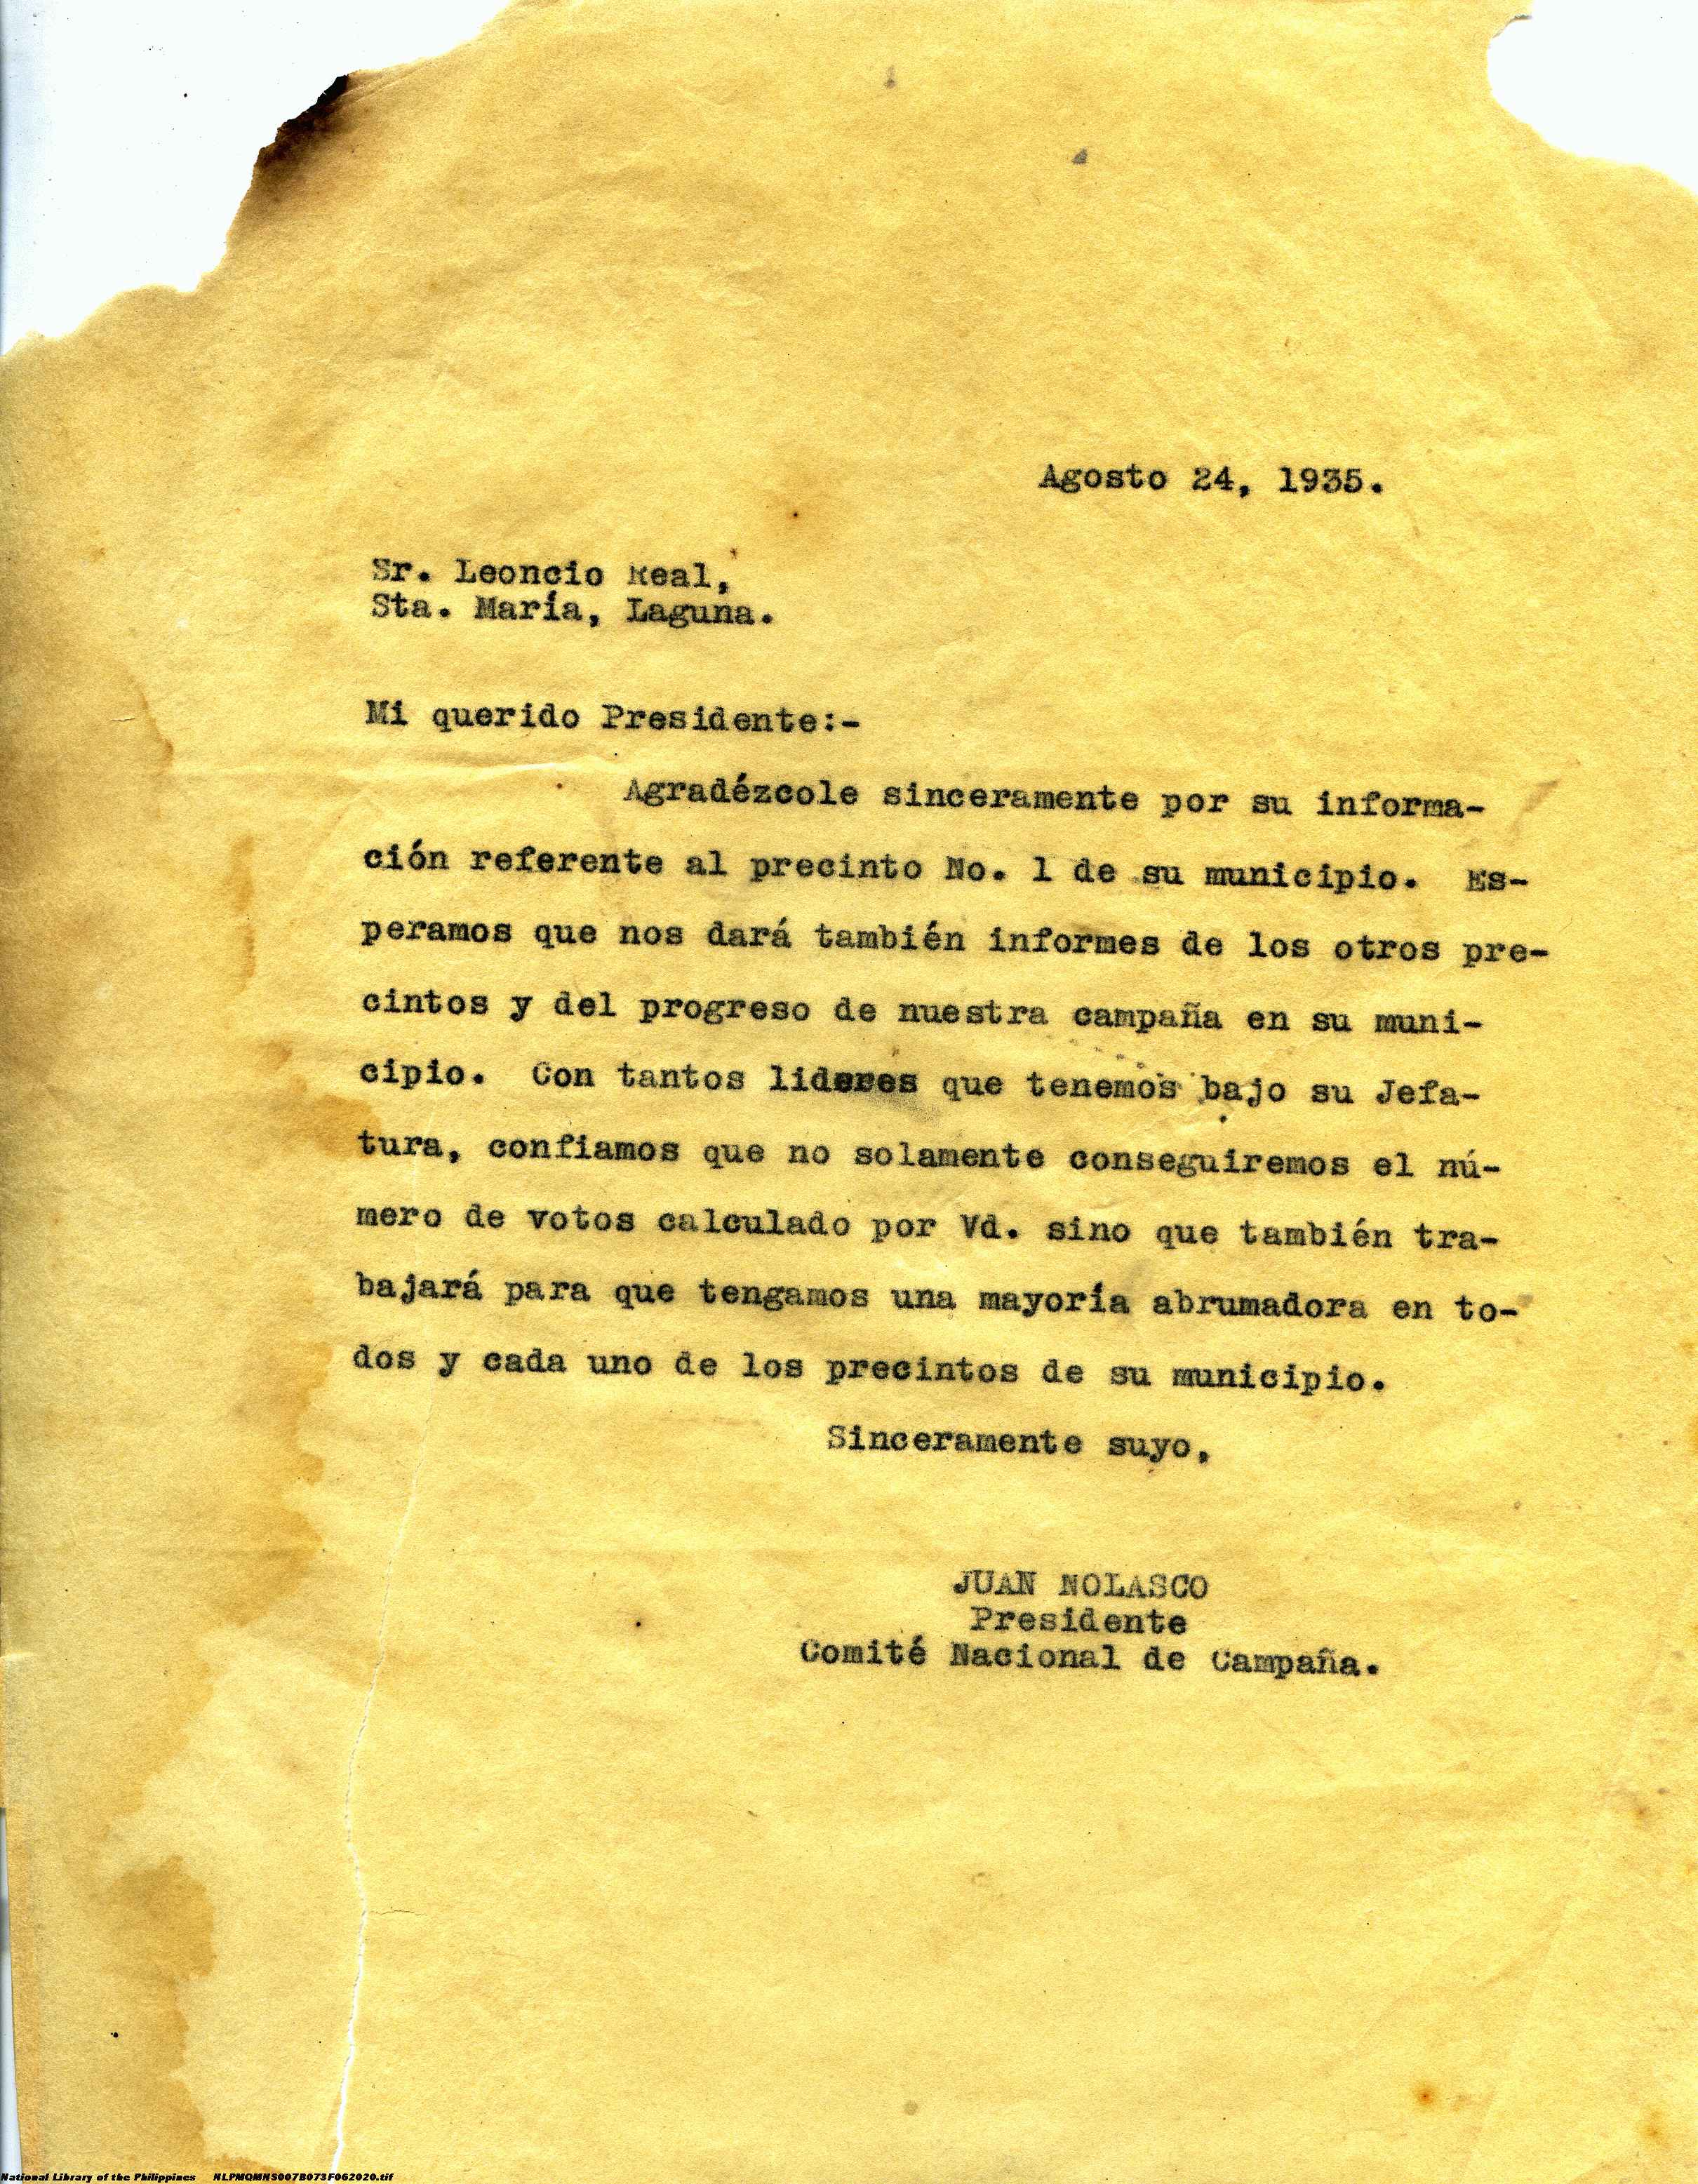 Agosto 24, 1935.
Sr. Leoncio Real,
Sta. María, Laguna.
Mi querido Presidente:-
Agradézcole sinceramente por su informa-
ción referente al precinto No. 1 de su municipio. Es-
peramos que nos dará también informes de los otros pre-
cintos y del progreso de nuestra campaña en su muni-
cipio. Con tantos lideres que tenemos bajo su Jefa-
tura, confiamos que no solamente conseguiremos el nú-
mero de votos calculado por Vd. sino que también tra-
bajará para que tengamos una mayoría abrumadora en to-
dos y cada uno de los precintos de su municipio.
Sinceramente suyo,
JUAN NOLASCO
Presidente
Comité Nacional de Campaña.
National Library of the Philippines NLPMQMNS007B073F062020.tif